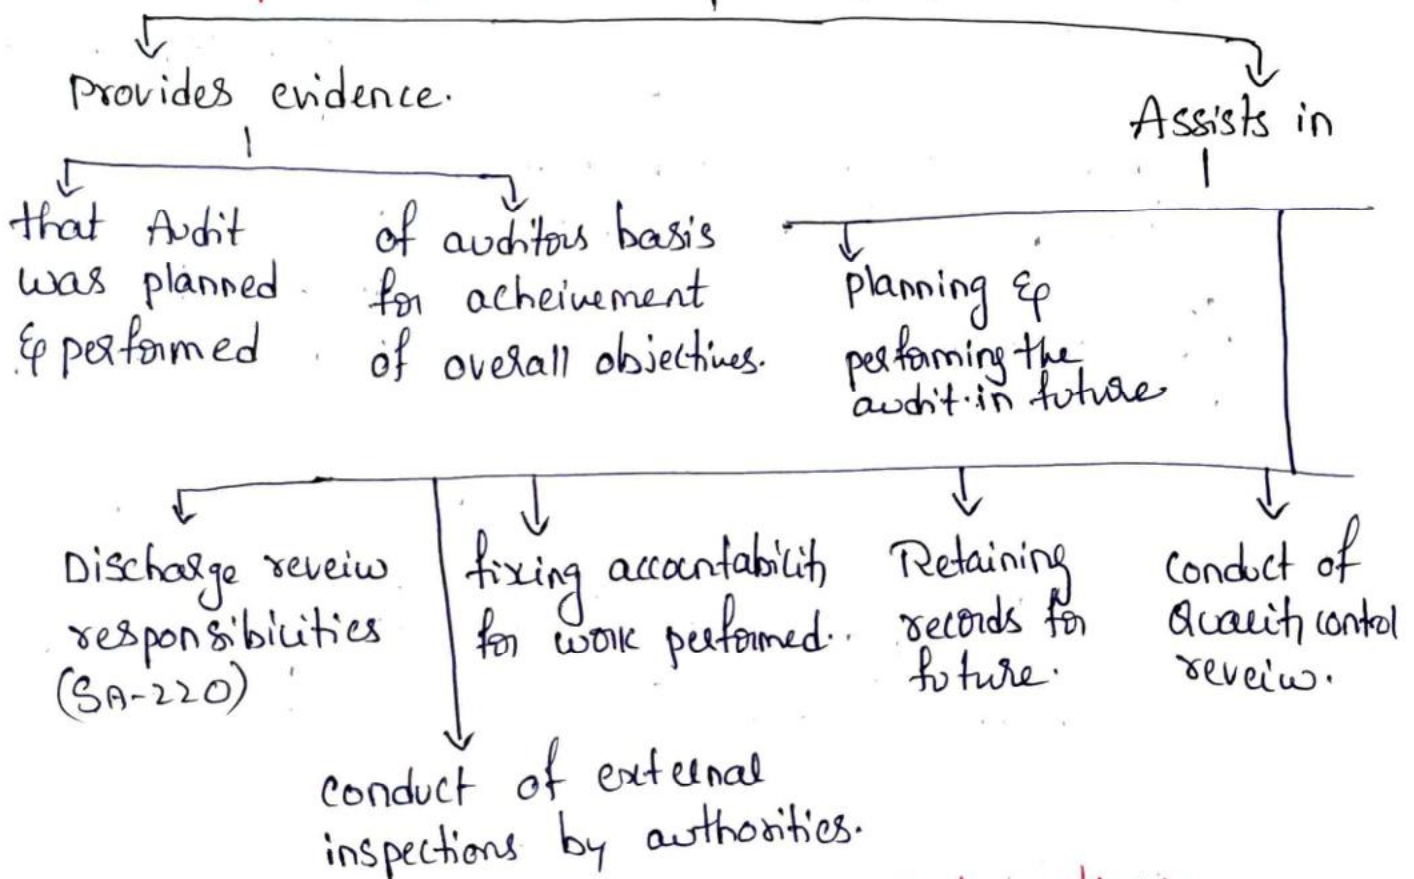 Provides evidence.
Assists in
that Audit
was planned
& performed
of auditors basis
for acheivement
of overall objectives.
planning &
performing the
audit in future
Discharge reveiw
responsibilities
(SA-220)
fixing accountability
for work performed.
Retaining
records for
future.
conduct of
Quality control
reveiw.
conduct of external
inspections by authorities.